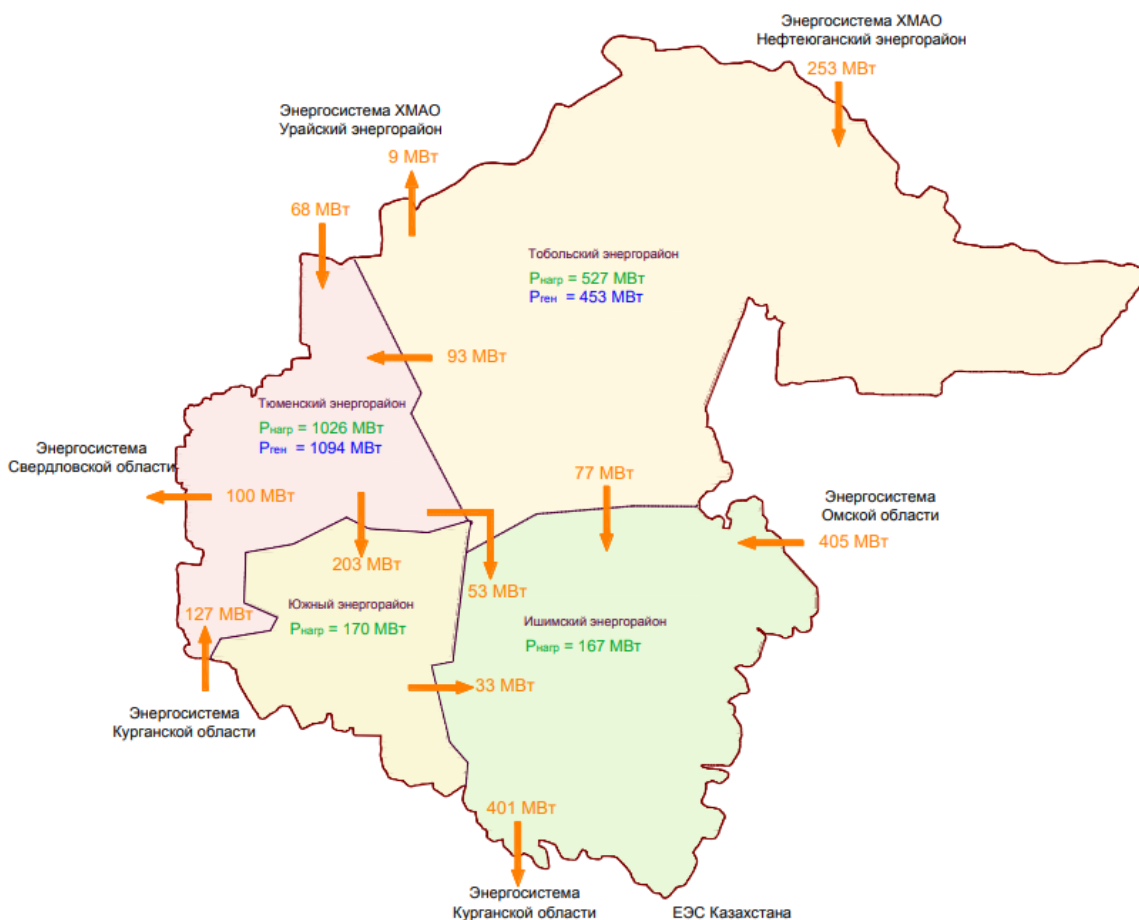 Энергосистема ХМАО
Нефтеюганский энергорайон
253 МВт
Энергосистема ХМАО
Урайский энергорайон
9 МВт
68 МВт
Тобольский энергорайон
Pнагр = 527 МВт
Pген = 453 МВт
93 МВт
Тюменский энергорайон
Pнагр = 1026 МВт
Pген = 1094 МВт
Энергосистема
Свердловской области
100 МВт
77 МВт
Энергосистема
Омской области
405 МВт
203 МВт
53 МВт
127 МВт
Южный энергорайон
Pнагр = 170 МВт
Ишимский энергорайон
Pнагр = 167 МВт
33 МВт
Энергосистема
Курганской области
401 МВт
Энергосистема
Курганской области
ЕЭС Казахстана